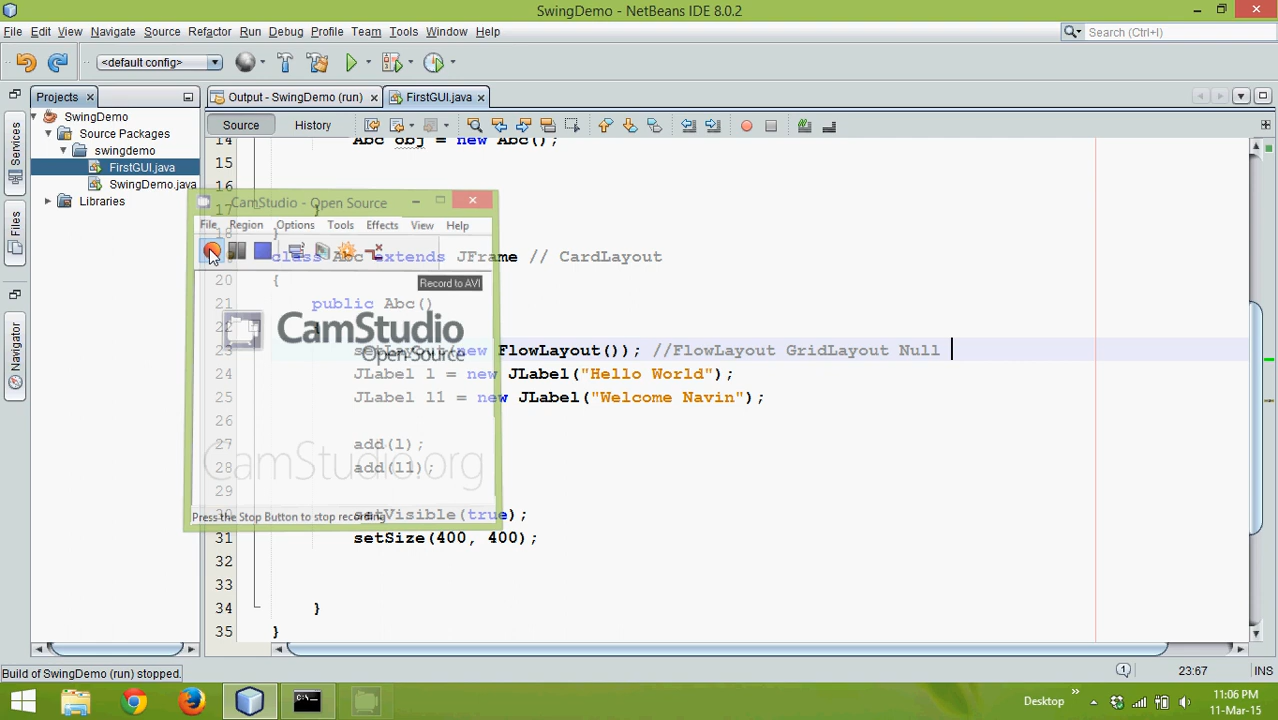 SwingDemo - NetBeans IDE 8.0.2
File Edit View Navigate Source Refactor Run Debug Profile Team Tools Window Help
Search (Ctrl+I)
<default config>
Projects
Output - SwingDemo (run)
FirstGUI.java
Source
History
SwingDemo
Source Packages
swingdemo
FirstGUI.java
SwingDemo.java
Libraries
Services
Files
Navigator
14 Abc obj = new Abc();
15
16
17 }
18 }
class Abc extends JFrame // CardLayout
20 {
21 public Abc()
22 {
23 setLayout(new FlowLayout()); //FlowLayout GridLayout Null
24 JLabel l = new JLabel("Hello World");
25 JLabel l1 = new JLabel("Welcome Navin");
26
27 add(l);
28 add(l1);
29
30 setVisible(true);
31 setSize(400, 400);
32
33
34 }
35 }
CamStudio - Open Source
File Region Options Tools Effects View Help
Record to AVI
CamStudio
Open Source
CamStudio.org
Press the Stop Button to stop recording
Build of SwingDemo (run) stopped.
1
23:67
INS
Desktop
11:06 PM
11-Mar-15